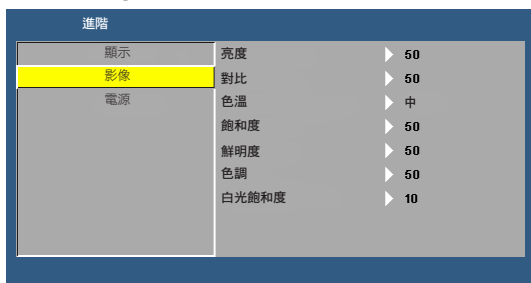 進階
顯示
影像
電源
亮度 50
對比 50
色溫 中
飽和度 50
鮮明度 50
色調 50
白光飽和度 10